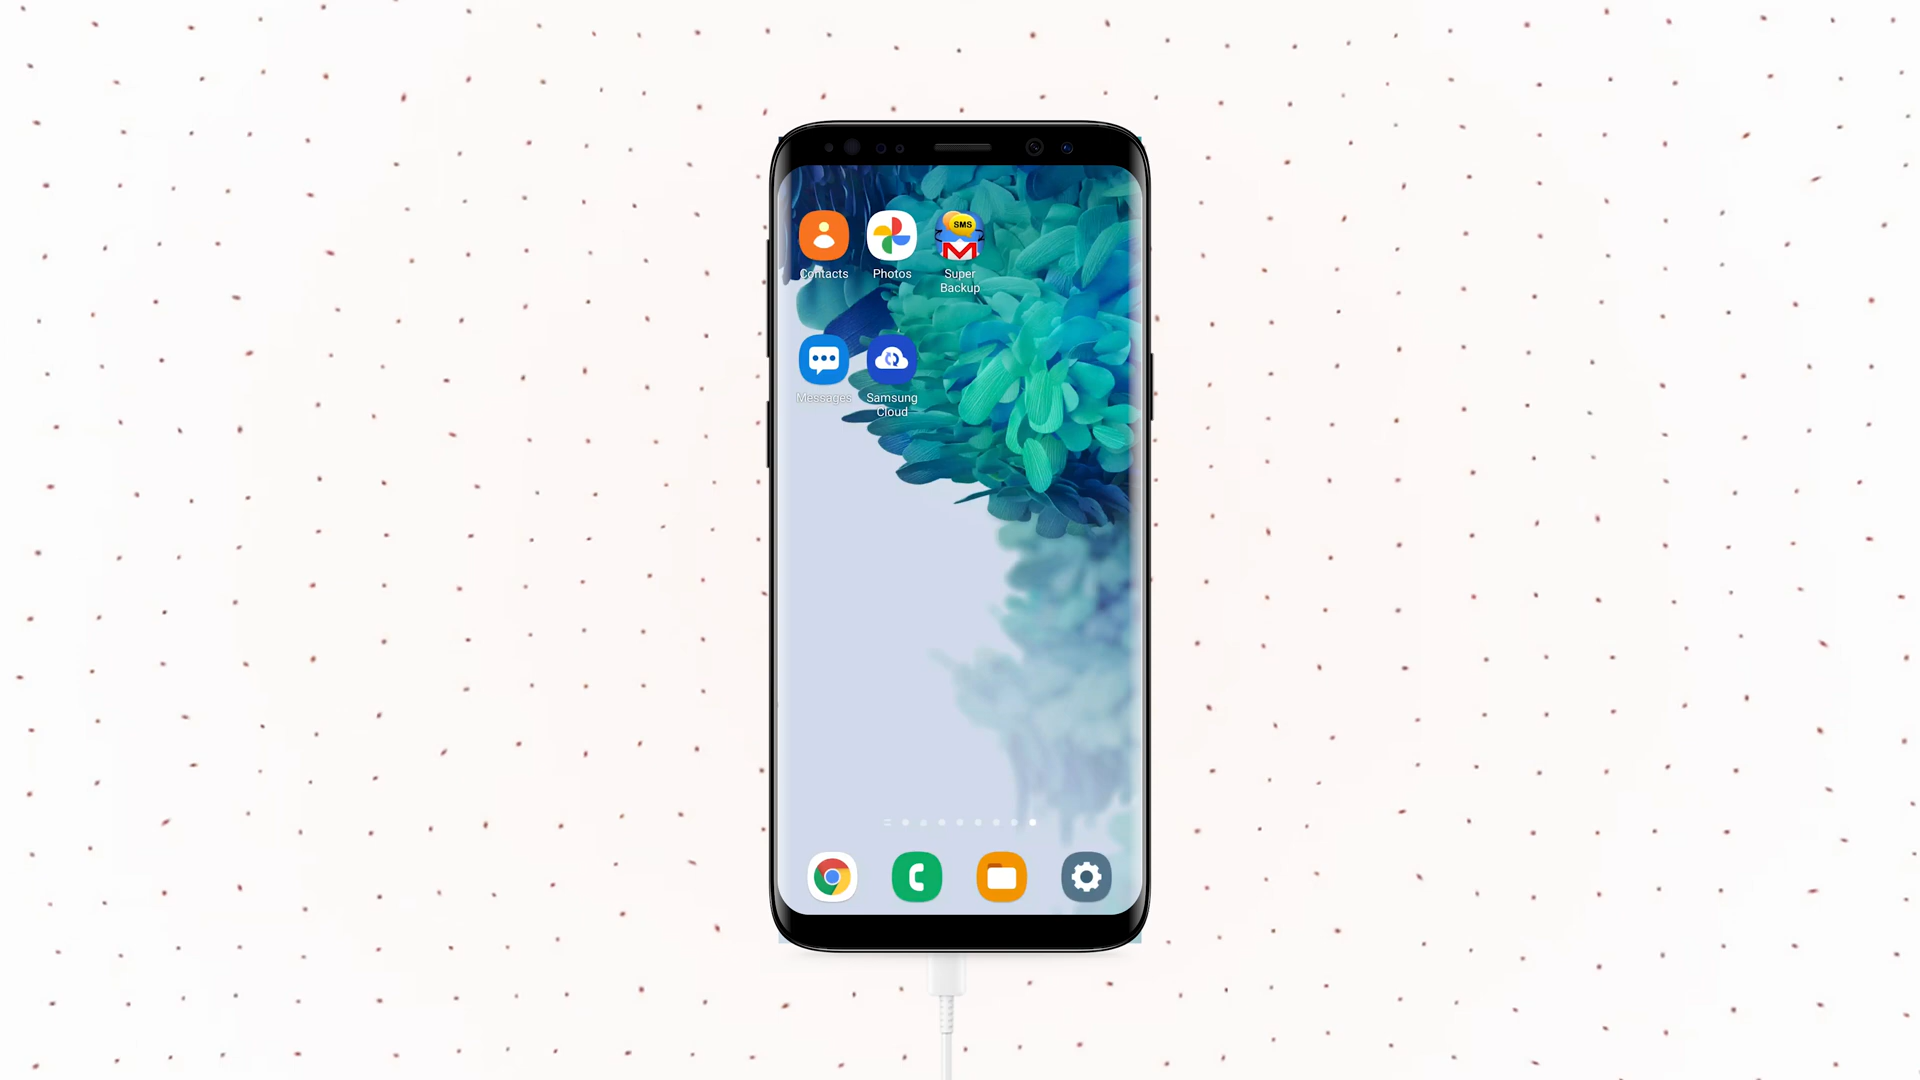 SMS
Contacts
Photos
Super
Backup
Messages
Samsung
Cloud